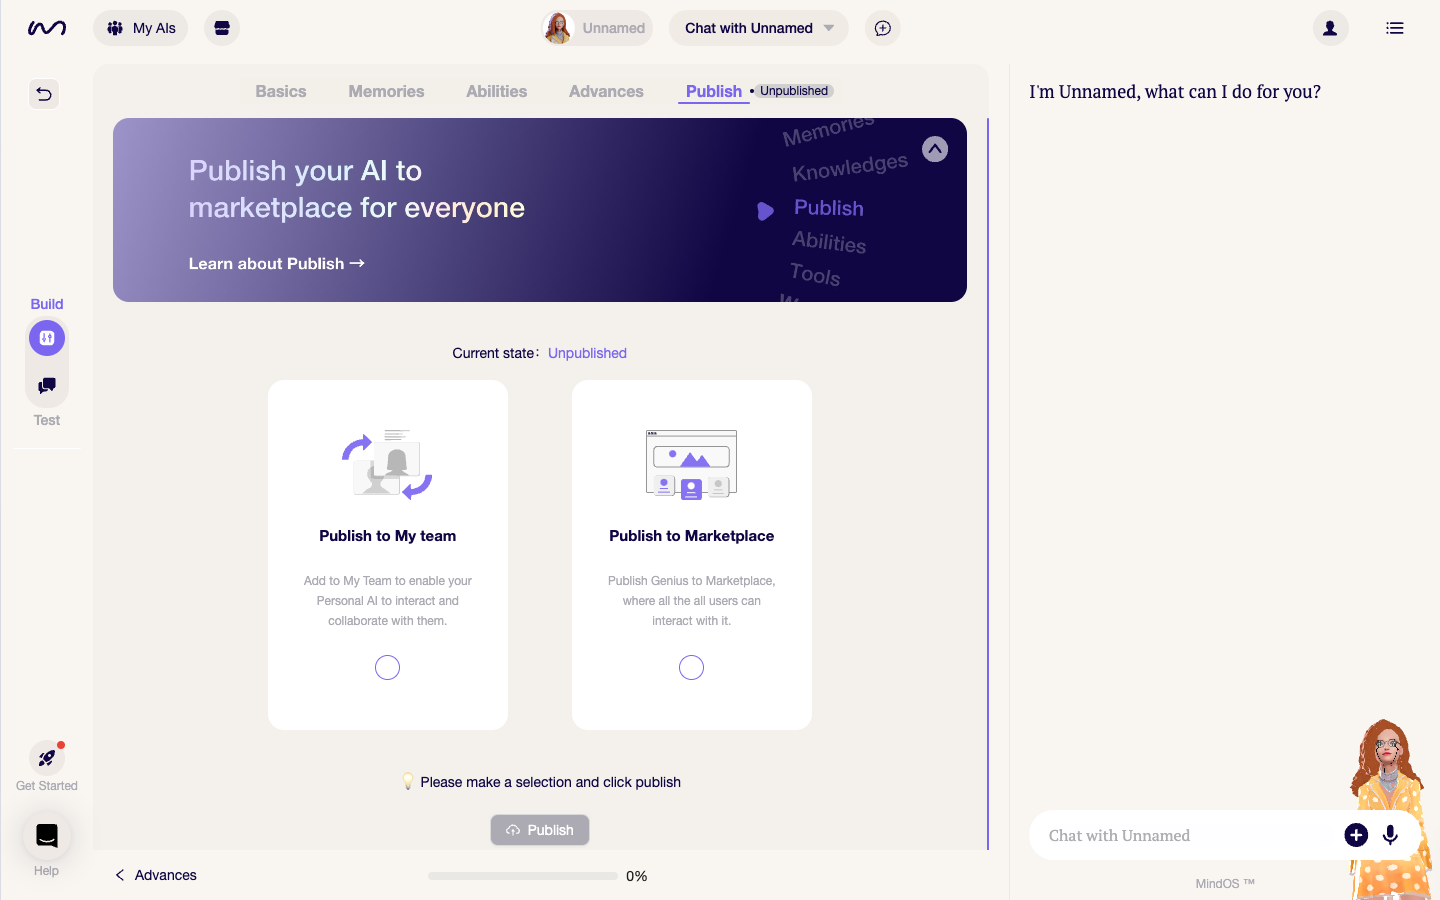 My AIs
Unnamed
Chat with Unnamed
Basics
Memories
Abilities
Advances
Publish
Unpublished
Publish your AI to
marketplace for everyone
Learn about Publish →
Memories
Knowledges
Publish
Abilities
Tools
Current state: Unpublished
Publish to My team
Add to My Team to enable your
Personal AI to interact and
collaborate with them.
Publish to Marketplace
Publish Genius to Marketplace,
where all the all users can
interact with it.
Please make a selection and click publish
Publish
Advances
0%
Build
Test
Get Started
Help
I'm Unnamed, what can I do for you?
Chat with Unnamed
MindOS ™